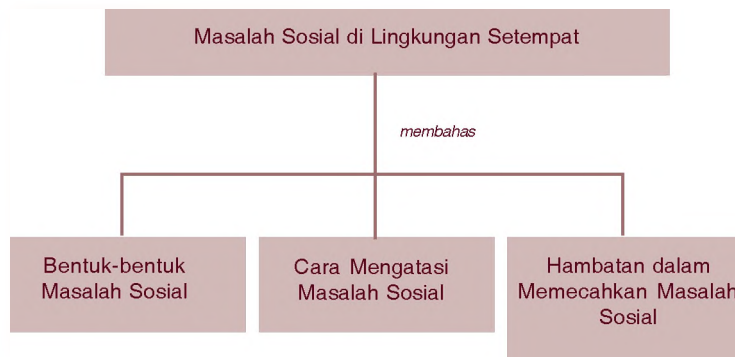 Masalah Sosial di Lingkungan Setempat
membahas
Bentuk-bentuk
Masalah Sosial
Cara Mengatasi
Masalah Sosial
Hambatan dalam
Memecahkan Masalah
Sosial